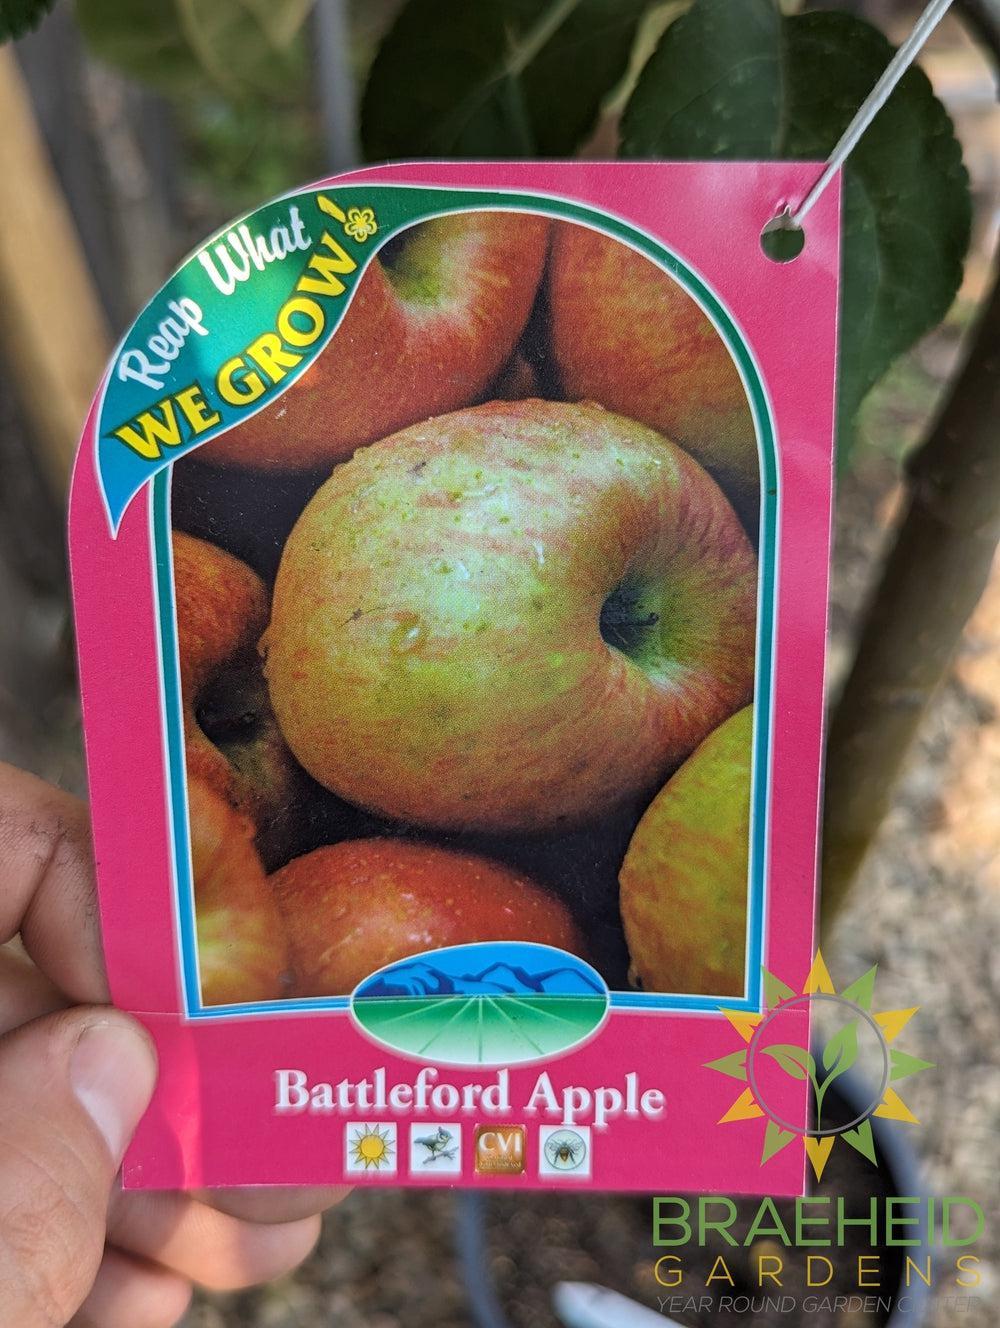 Reap What
WE GROW!
Battleford Apple
CVI
BRAEHEID
GARDENS
YEAR ROUND GARDEN CENTER